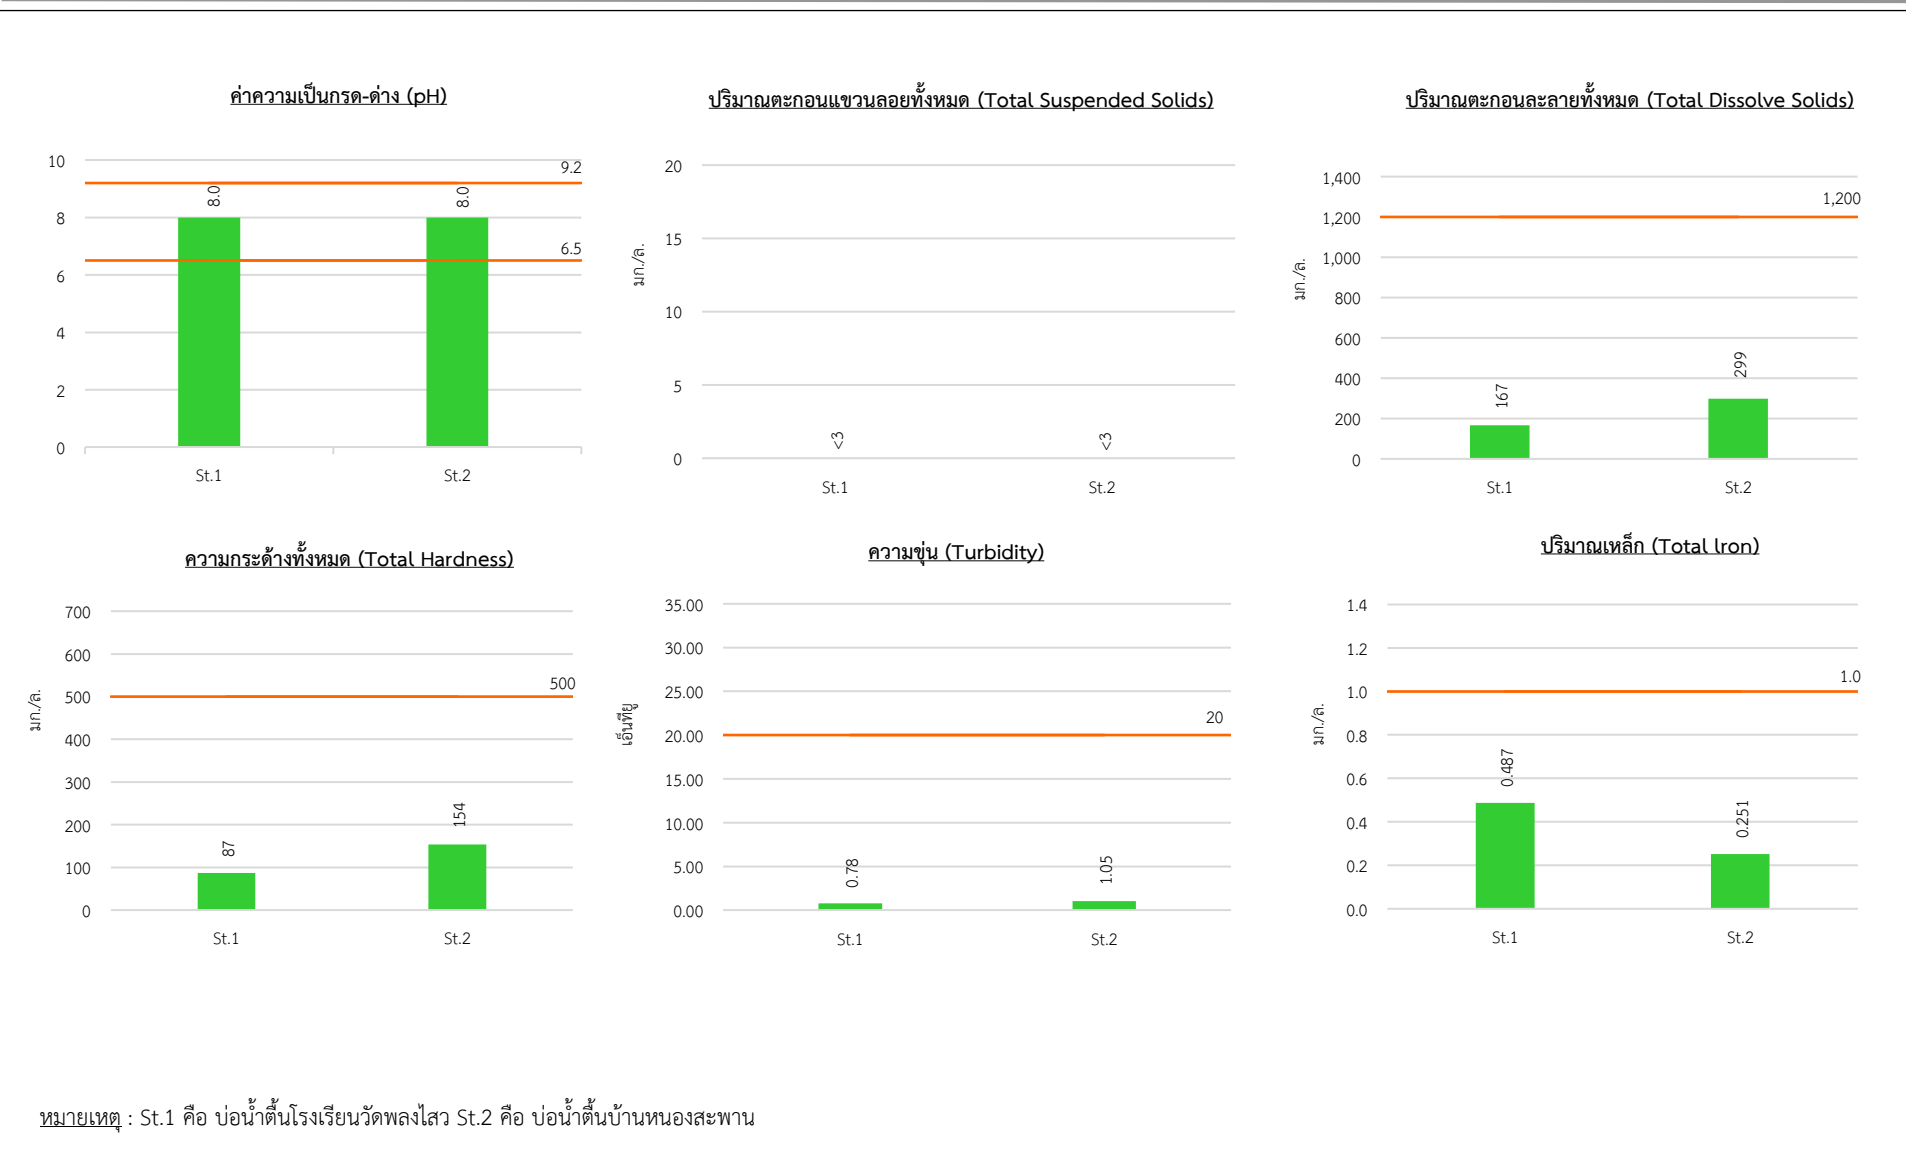 ค่าความเป็นกรด-ด่าง (pH)
10
8
6
4
2
0
9.2
6.5
8.0
8.0
St.1
St.2
ปริมาณตะกอนแขวนลอยทั้งหมด (Total Suspended Solids)
มก./ล.
20
15
10
5
0
<3
<3
St.1
St.2
ปริมาณตะกอนละลายทั้งหมด (Total Dissolve Solids)
มก./ล.
1,400
1,200
1,000
800
600
400
200
0
1,200
167
299
St.1
St.2
ความกระด้างทั้งหมด (Total Hardness)
มก./ล.
700
600
500
400
300
200
100
0
500
87
154
St.1
St.2
ความขุ่น (Turbidity)
เอ็นทียู
35.00
30.00
25.00
20.00
15.00
10.00
5.00
0.00
20
0.78
1.05
St.1
St.2
ปริมาณเหล็ก (Total lron)
มก./ล.
1.4
1.2
1.0
0.8
0.6
0.4
0.2
0.0
1.0
0.487
0.251
St.1
St.2
หมายเหตุ : St.1 คือ บ่อน้ำตื้นโรงเรียนวัดพลงไสว St.2 คือ บ่อน้ำตื้นบ้านหนองสะพาน